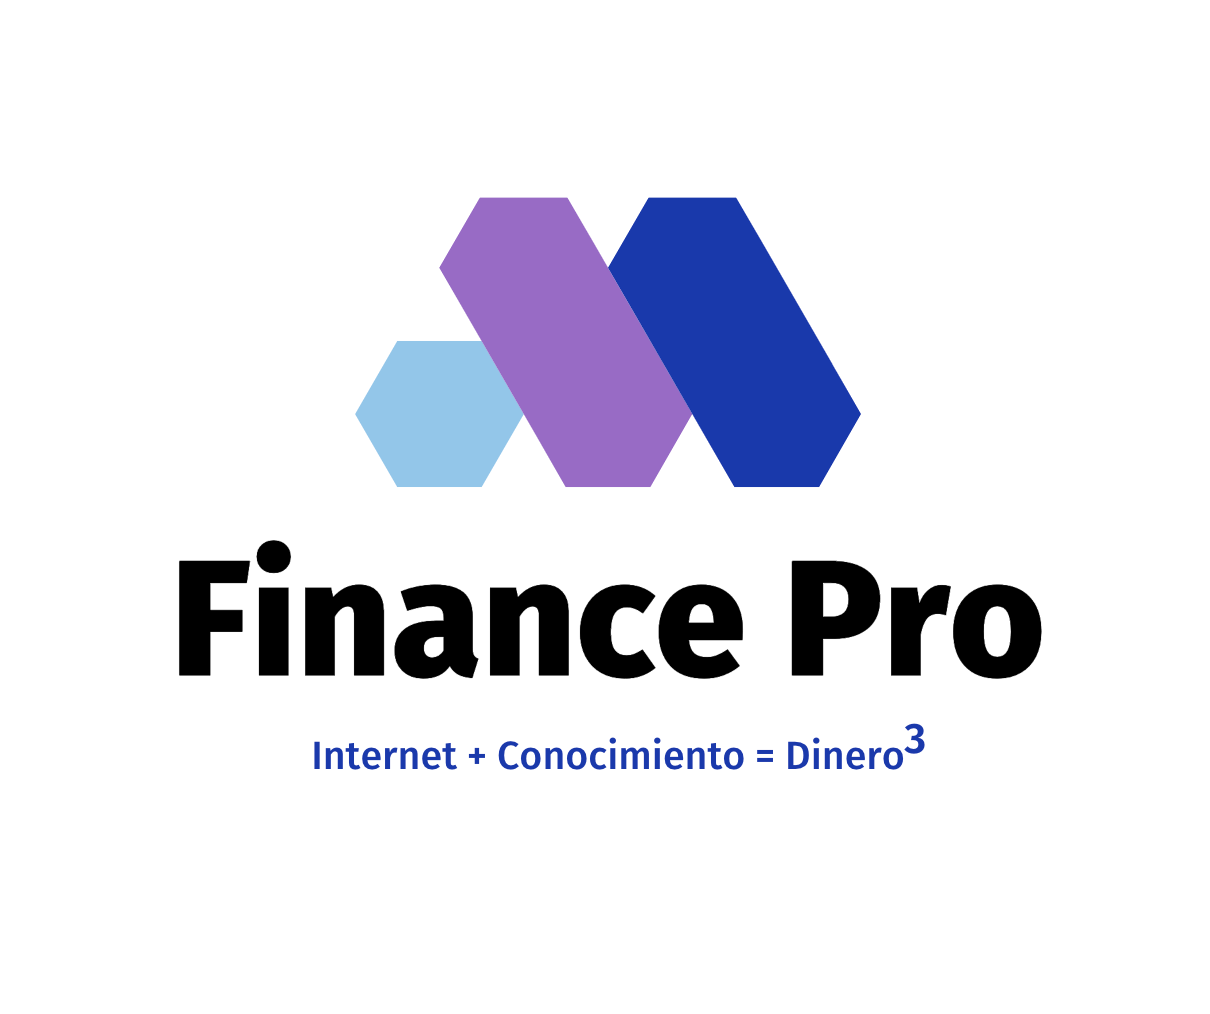 Finance Pro
Internet + Conocimiento = Dinero³